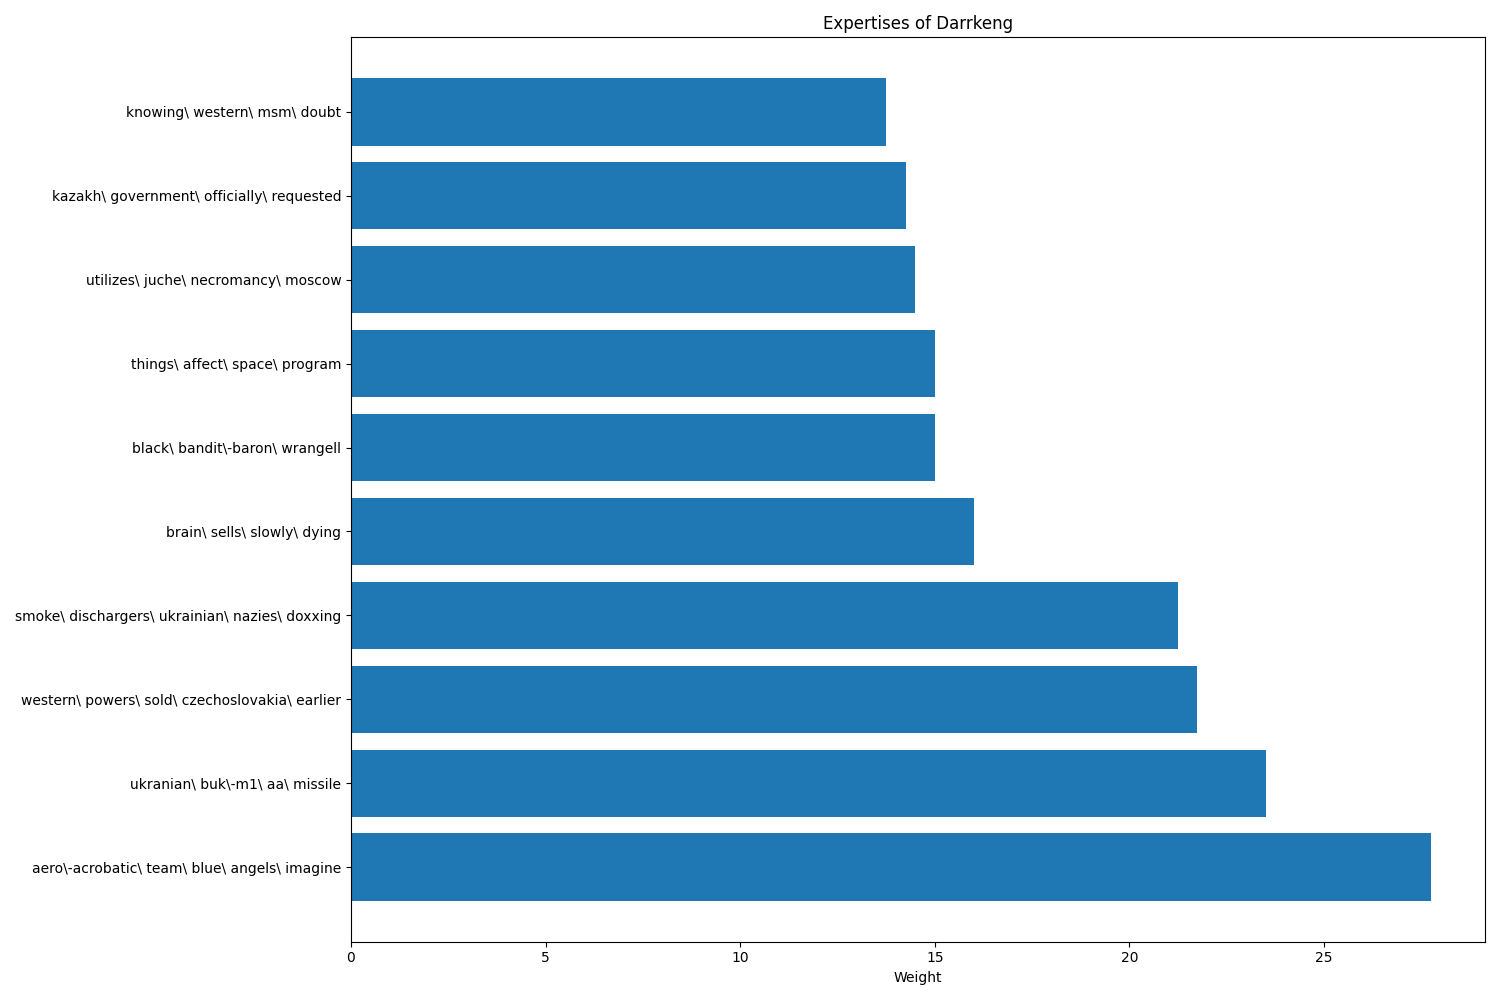 Expertises of Darrkeng
knowing\ western\ msm\ doubt
kazakh\ government\ officially\ requested
utilizes\ juche\ necromancy\ moscow
things\ affect\ space\ program
black\ bandit\-baron\ wrangell
brain\ sells\ slowly\ dying
smoke\ dischargers\ ukrainian\ nazies\ doxxing
western\ powers\ sold\ czechoslovakia\ earlier
ukranian\ buk\-m1\ aa\ missile
aero\-acrobatic\ team\ blue\ angels\ imagine
0 5 10 15 20 25
Weight